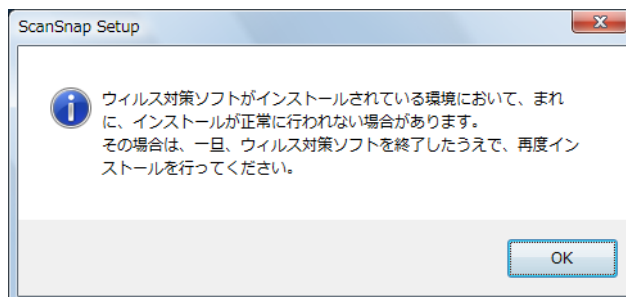 ScanSnap Setup
ウィルス対策ソフトがインストールされている環境において、まれ
に、インストールが正常に行われない場合があります。
その場合は、一旦、ウィルス対策ソフトを終了したうえで、再度イン
ストールを行ってください。
OK